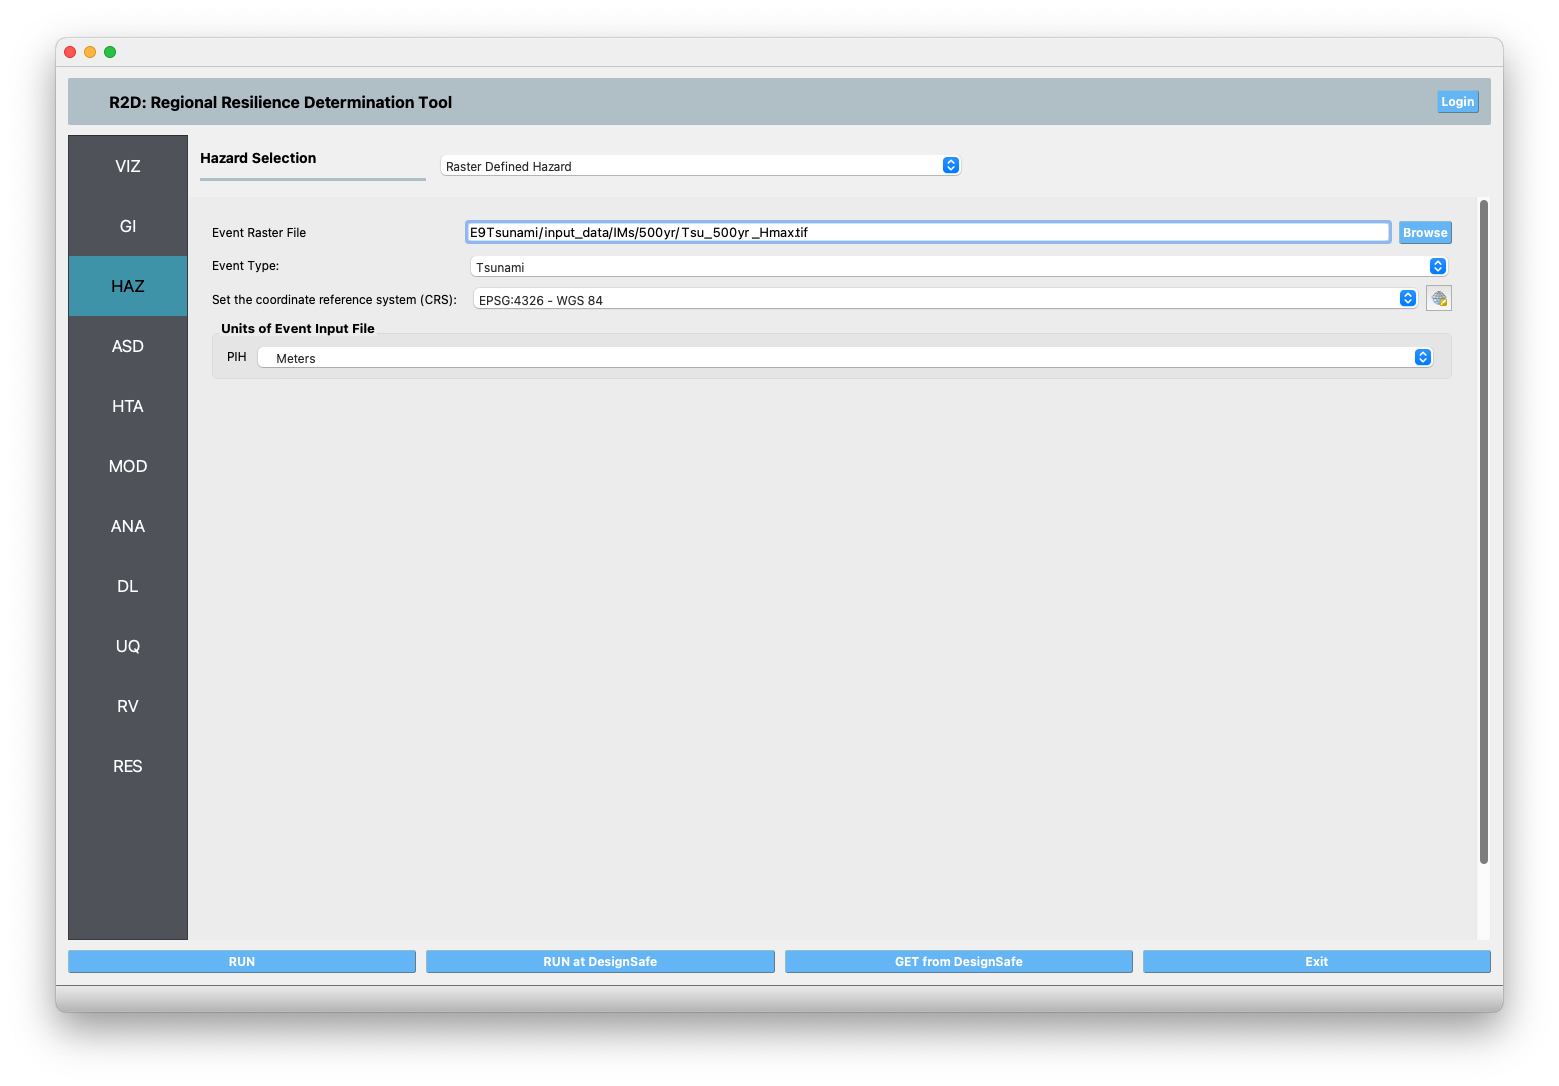 R2D: Regional Resilience Determination Tool
Login
VIZ
GI
HAZ
ASD
HTA
MOD
ANA
DL
UQ
RV
RES
Hazard Selection
Raster Defined Hazard
Event Raster File
E9Tsunami/input_data/IMs/500yr/Tsu_500yr_Hmax.tif
Browse
Event Type:
Tsunami
Set the coordinate reference system (CRS):
EPSG:4326 - WGS 84
Units of Event Input File
PIH
Meters
RUN
RUN at DesignSafe
GET from DesignSafe
Exit